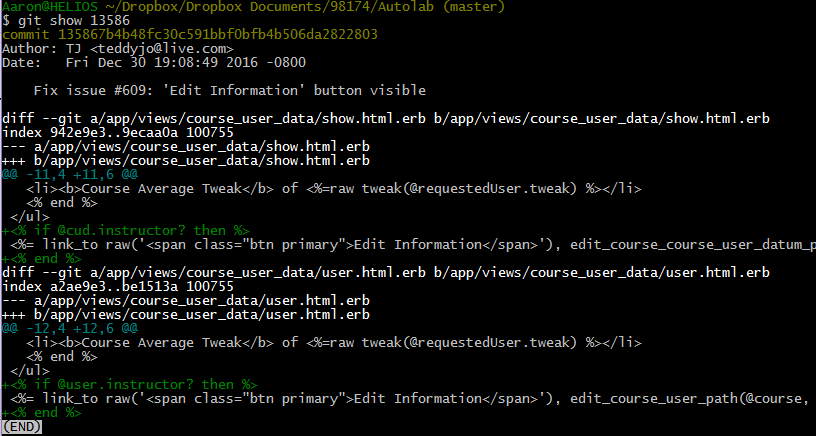 Aaron@HELIOS ~/Dropbox/Dropbox Documents/98174/Autolab (master)
$ git show 13586
commit 135867b4b48fc30c591bbf0bfb4b506da2822803
Author: TJ <teddyjo@live.com>
Date:   Fri Dec 30 19:08:49 2016 -0800

    Fix issue #609: 'Edit Information' button visible

diff --git a/app/views/course_user_data/show.html.erb b/app/views/course_user_data/show.html.erb
index 942e9e3..9ecaa0a 100755
--- a/app/views/course_user_data/show.html.erb
+++ b/app/views/course_user_data/show.html.erb
@@ -11,4 +11,6 @@
   <li><b>Course Average Tweak</b> of <%=raw tweak(@requestedUser.tweak) %></li>
   <% end %>
 </ul>
+<% if @cud.instructor? then %>
 <%= link_to raw('<span class="btn primary">Edit Information</span>'), edit_course_course_user_datum_p
+<% end %>
diff --git a/app/views/course_user_data/user.html.erb b/app/views/course_user_data/user.html.erb
index a2ae9e3..be1513a 100755
--- a/app/views/course_user_data/user.html.erb
+++ b/app/views/course_user_data/user.html.erb
@@ -12,4 +12,6 @@
   <li><b>Course Average Tweak</b> of <%=raw tweak(@requestedUser.tweak) %></li>
   <% end %>
 </ul>
+<% if @user.instructor? then %>
 <%= link_to raw('<span class="btn primary">Edit Information</span>'), edit_course_user_path(@course,
+<% end %>
(END)